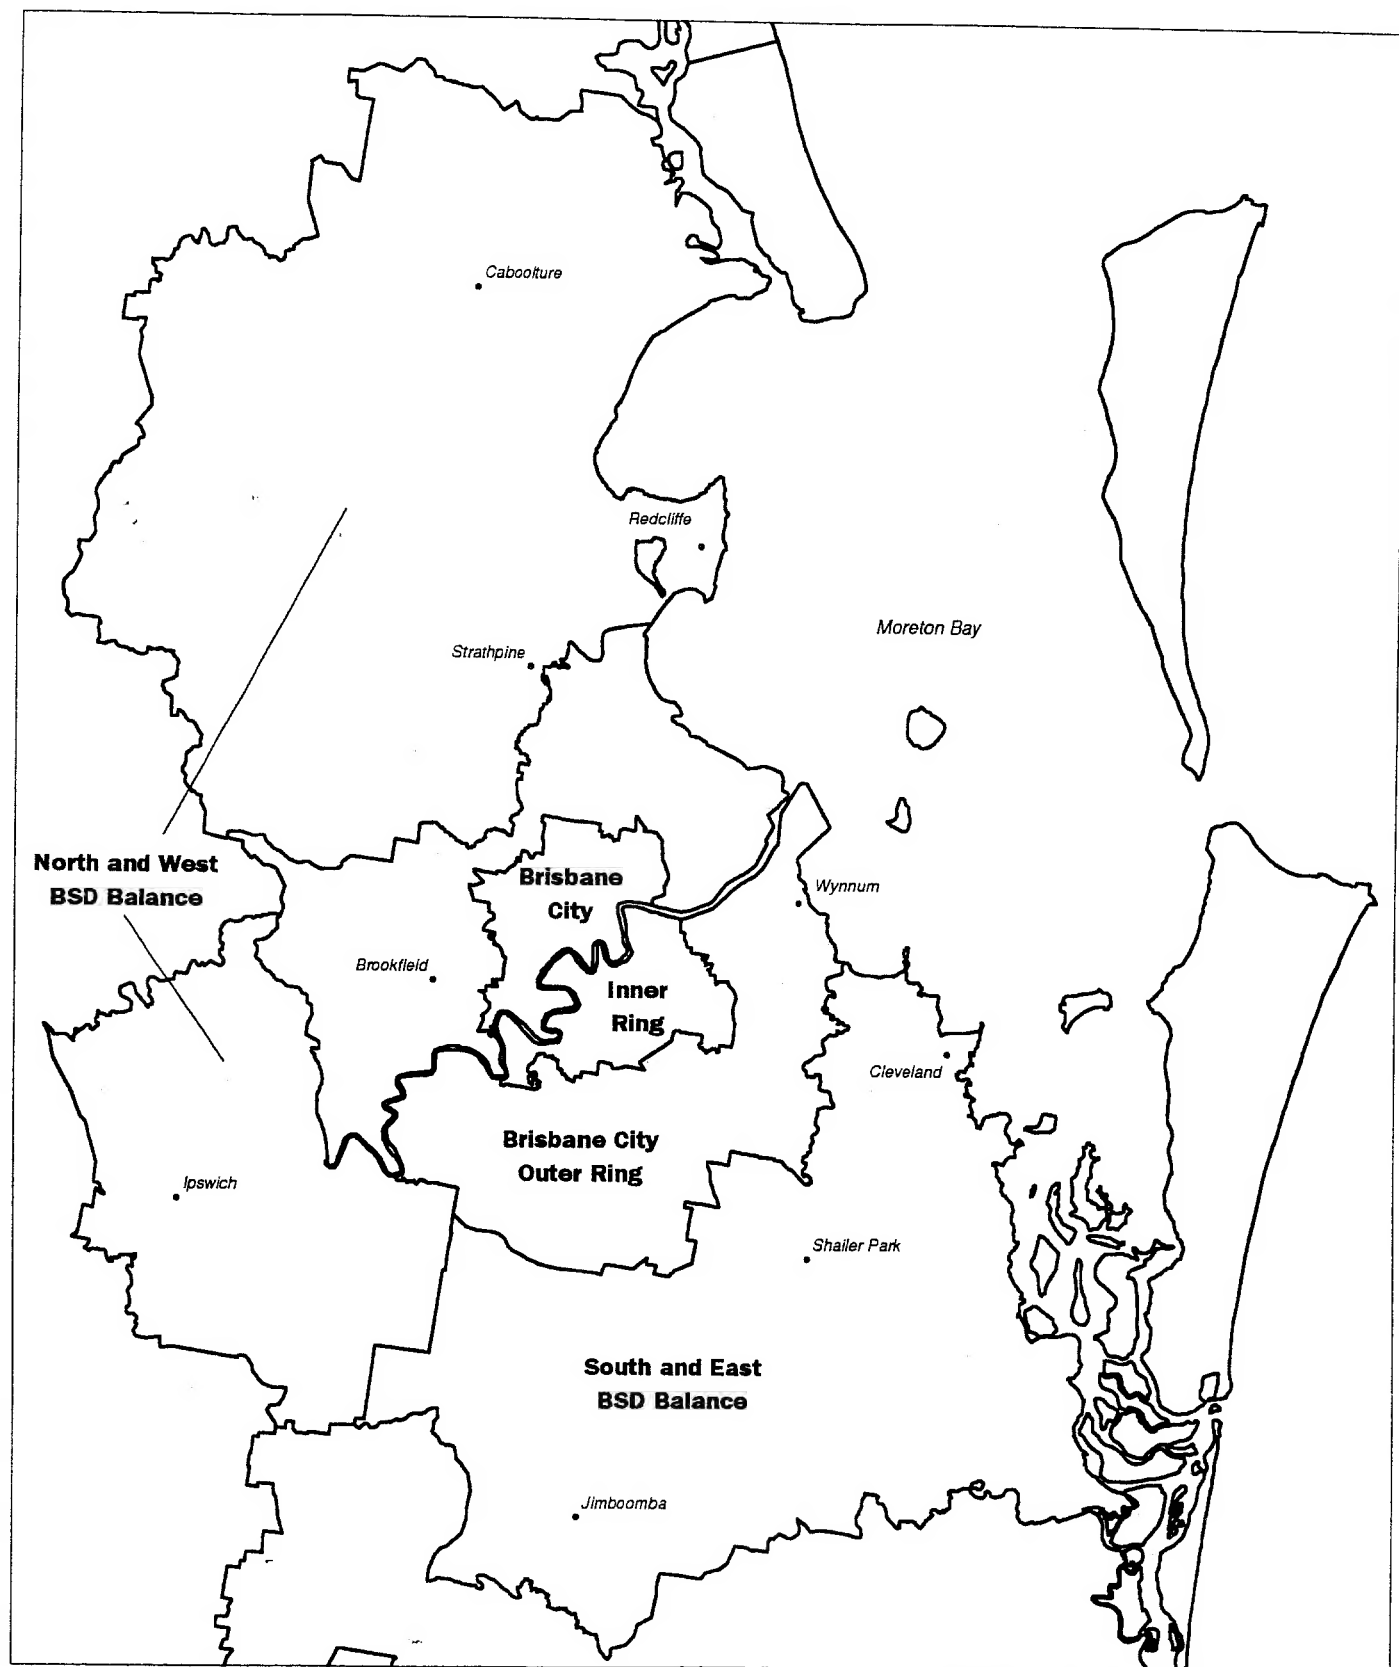 Caboolture
Redcliffe
Moreton Bay
Strathpine
North and West
BSD Balance
Brisbane
City
Wynnum
Brookfield
Inner
Ring
Cleveland
Brisbane City
Outer Ring
Ipswich
Shailer Park
South and East
BSD Balance
Jimboomba